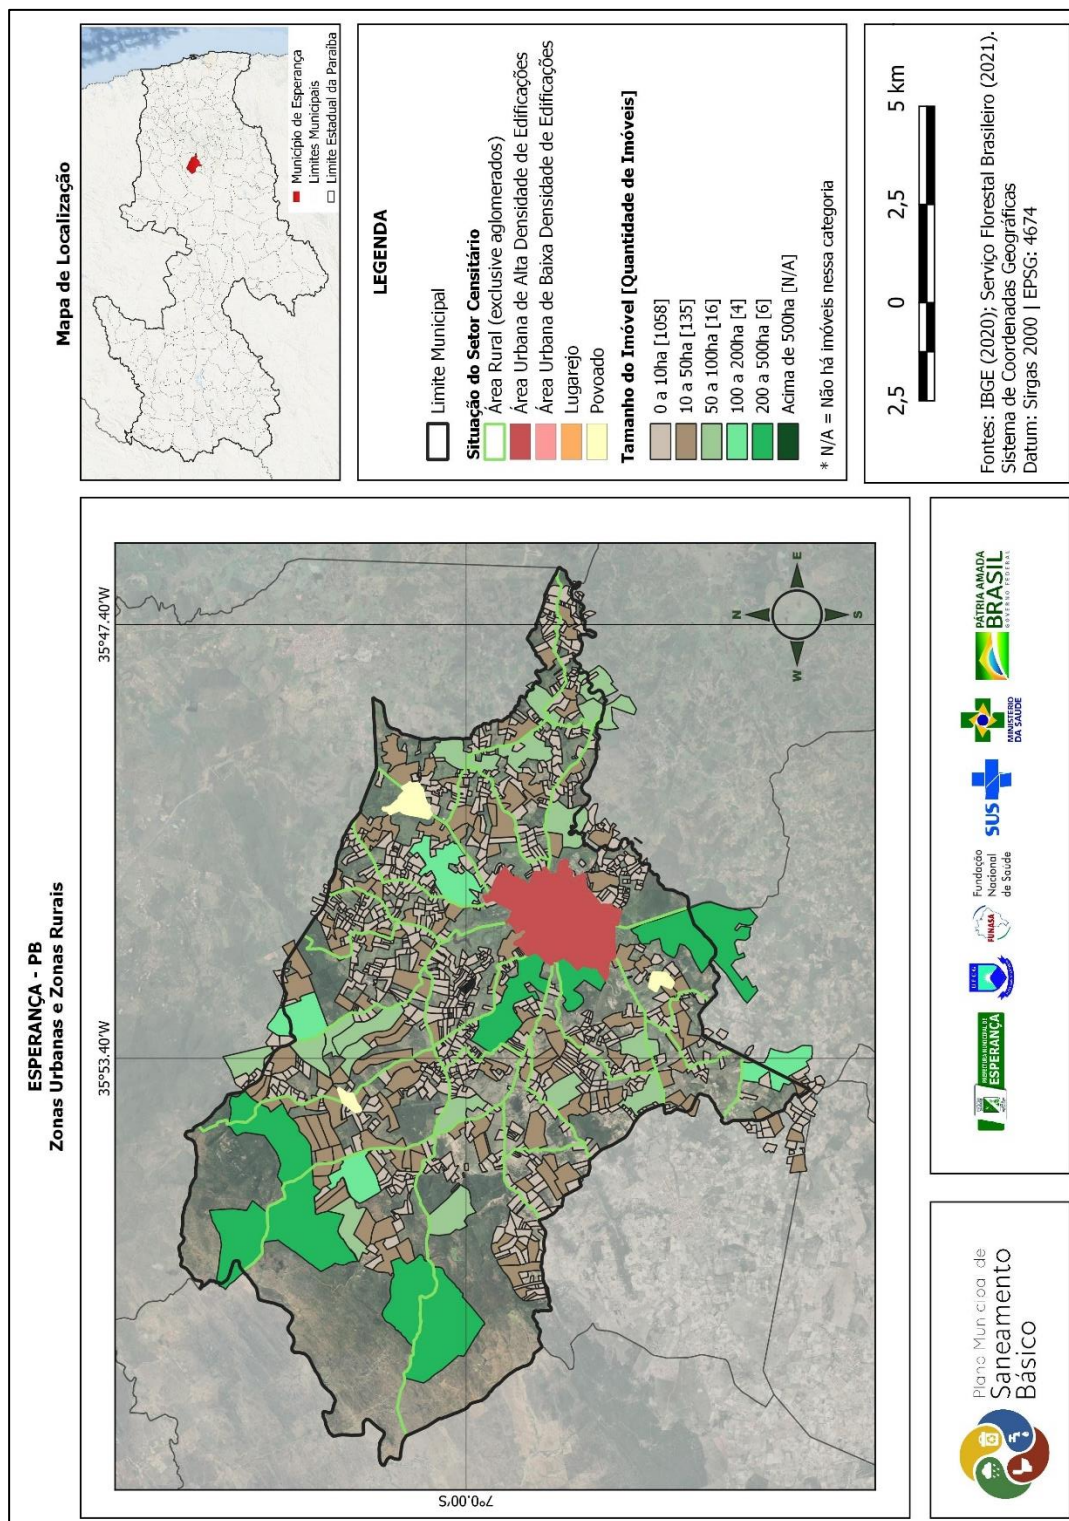 ESPERANÇA - PB
Zonas Urbanas e Zonas Rurais
35°53.40'W
35°47.40'W
7°0.00'S
N
E
S
W
Mapa de Localização
Município de Esperança
Limites Municipais
Limite Estadual da Paraíba
LEGENDA
Limite Municipal
Situação do Setor Censitário
Área Rural (exclusive aglomerados)
Área Urbana de Alta Densidade de Edificações
Área Urbana de Baixa Densidade de Edificações
Lugarejo
Povoado
Tamanho do Imóvel [Quantidade de Imóveis]
0 a 10ha [1058]
10 a 50ha [135]
50 a 100ha [16]
100 a 200ha [4]
200 a 500ha [6]
Acima de 500ha [N/A]
* N/A = Não há imóveis nessa categoria
2,5 0 2,5 5 km
Fontes: IBGE (2020); Serviço Florestal Brasileiro (2021).
Sistema de Coordenadas Geográficas
Datum: Sirgas 2000 | EPSG: 4674
Plano Municipal de
Saneamento
Básico
PREFEITURA MUNICIPAL DE
ESPERANÇA
UFCG
FUNASA
Fundação
Nacional
de Saúde
SUS
MINISTÉRIO
DA SAÚDE
PÁTRIA AMADA
BRASIL
GOVERNO FEDERAL